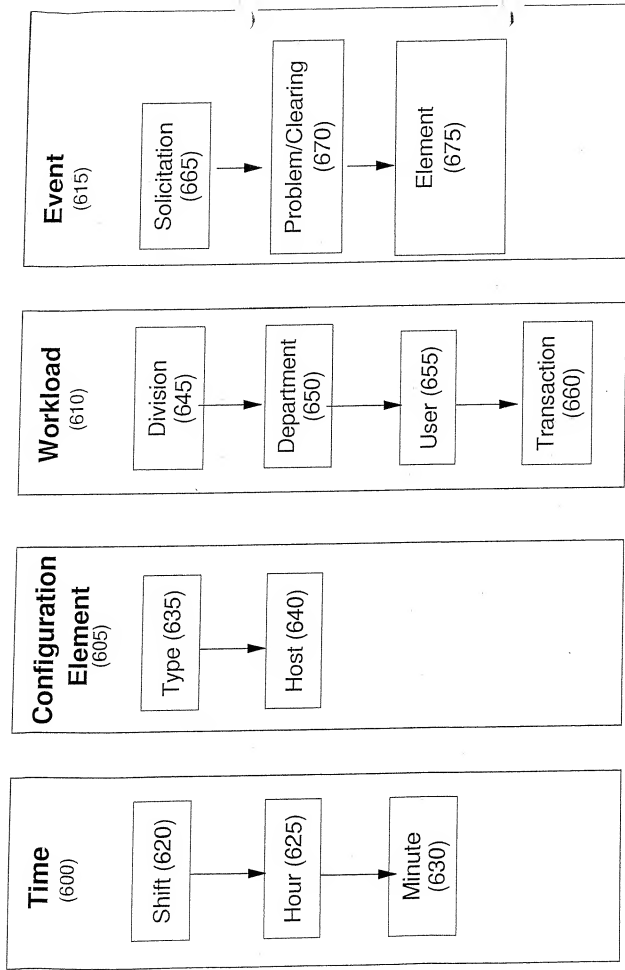 Time
(600)
Shift (620)
Hour (625)
Minute
(630)
Configuration
Element
(605)
Type (635)
Host (640)
Workload
(610)
Division
(645)
Department
(650)
User (655)
Transaction
(660)
Event
(615)
Solicitation
(665)
Problem/Clearing
(670)
Element
(675)